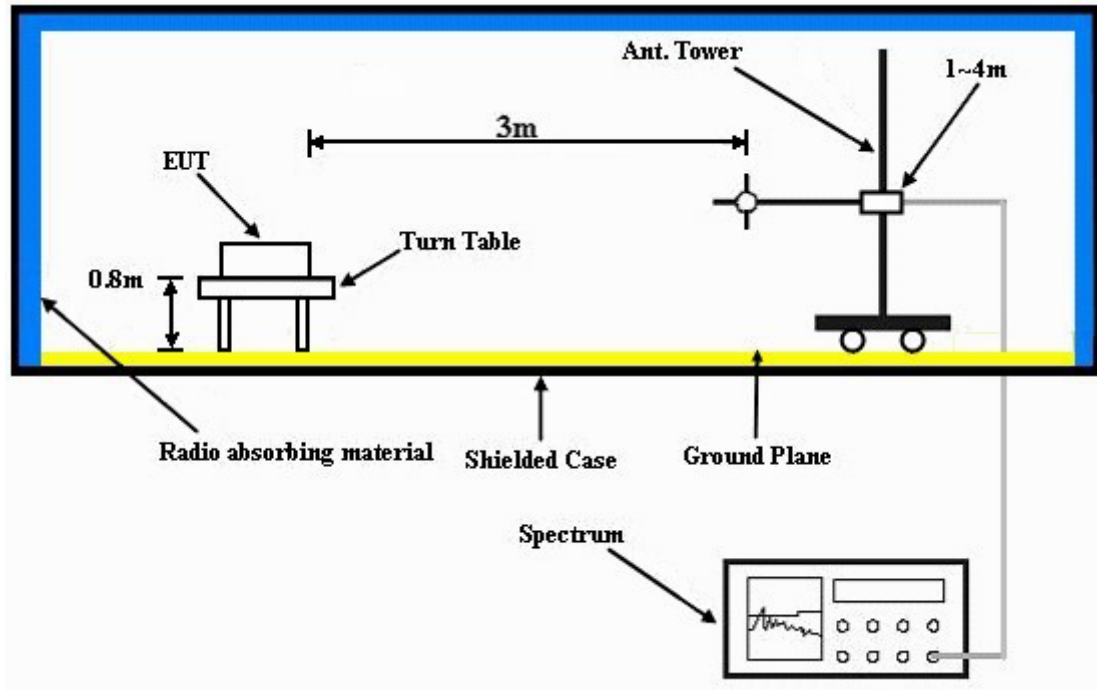 Ant. Tower
1~4m
3m
EUT
Turn Table
0.8m
Radio absorbing material
Shielded Case
Ground Plane
Spectrum